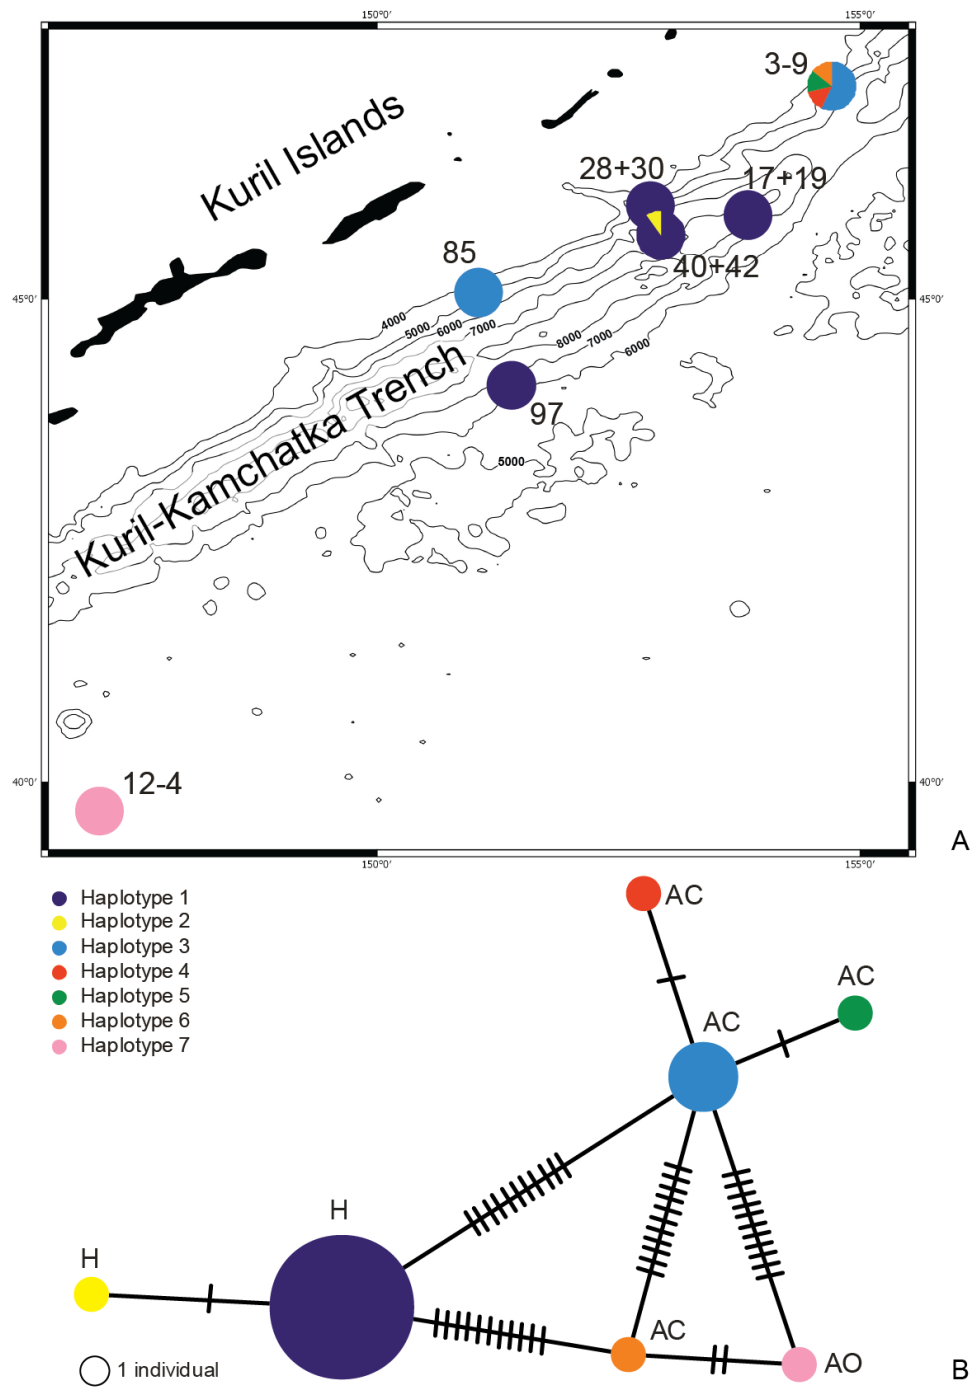 150°0'
155°0'
3-9
Kuril Islands
28+30
17+19
85
40+42
45°0'
45°0'
4000
5000
6000
7000
8000
7000
6000
Kuril-Kamchatka Trench
97
5000
40°0'
12-4
40°0'
A
150°0'
155°0'
Haplotype 1
Haplotype 2
Haplotype 3
Haplotype 4
Haplotype 5
Haplotype 6
Haplotype 7
AC
AC
AC
H
H
AC
AO
1 individual
B